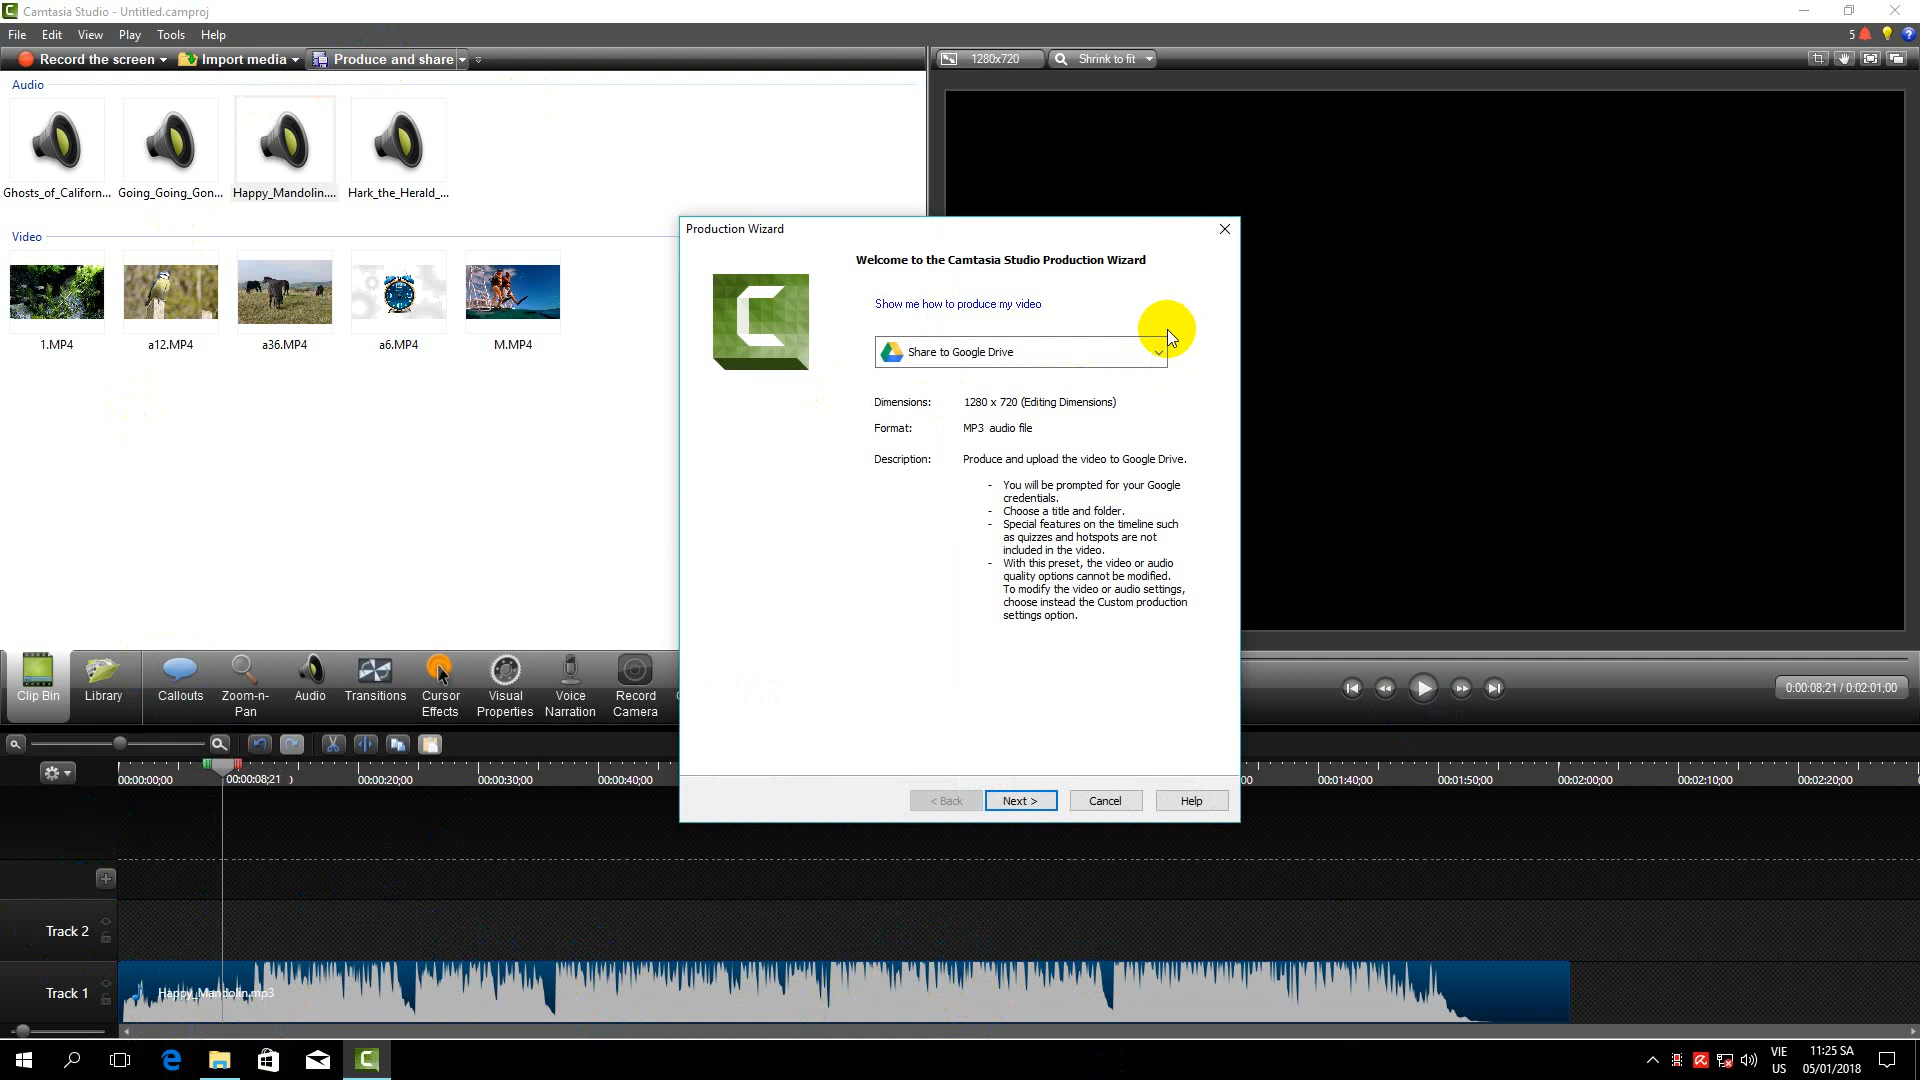 Camtasia Studio - Untitled.camproj
File Edit View Play Tools Help
5
Record the screen Import media Produce and share
1280x720 Shrink to fit
Audio
Ghosts_of_Californ... Going_Going_Gon... Happy_Mandolin.... Hark_the_Herald_...
Video
1.MP4 a12.MP4 a36.MP4 a6.MP4 M.MP4
Production Wizard
Welcome to the Camtasia Studio Production Wizard
Show me how to produce my video
Share to Google Drive
Dimensions: 1280 x 720 (Editing Dimensions)
Format: MP3 audio file
Description: Produce and upload the video to Google Drive.
- You will be prompted for your Google
credentials.
- Choose a title and folder.
- Special features on the timeline such
as quizzes and hotspots are not
included in the video.
- With this preset, the video or audio
quality options cannot be modified.
To modify the video or audio settings,
choose instead the Custom production
settings option.
< Back Next > Cancel Help
Clip Bin Library Callouts Zoom-n-Pan Audio Transitions Cursor Effects Visual Properties Voice Narration Record Camera
0:00:08;21 / 0:02:01;00
00:00:00;00 00:00:08;21 00:00:20;00 00:00:30;00 00:00:40;00 00:01:40;00 00:01:50;00 00:02:00;00 00:02:10;00 00:02:20;00
Track 2
Track 1 Happy_Mandolin.mp3
VIE 11:25 SA
US 05/01/2018